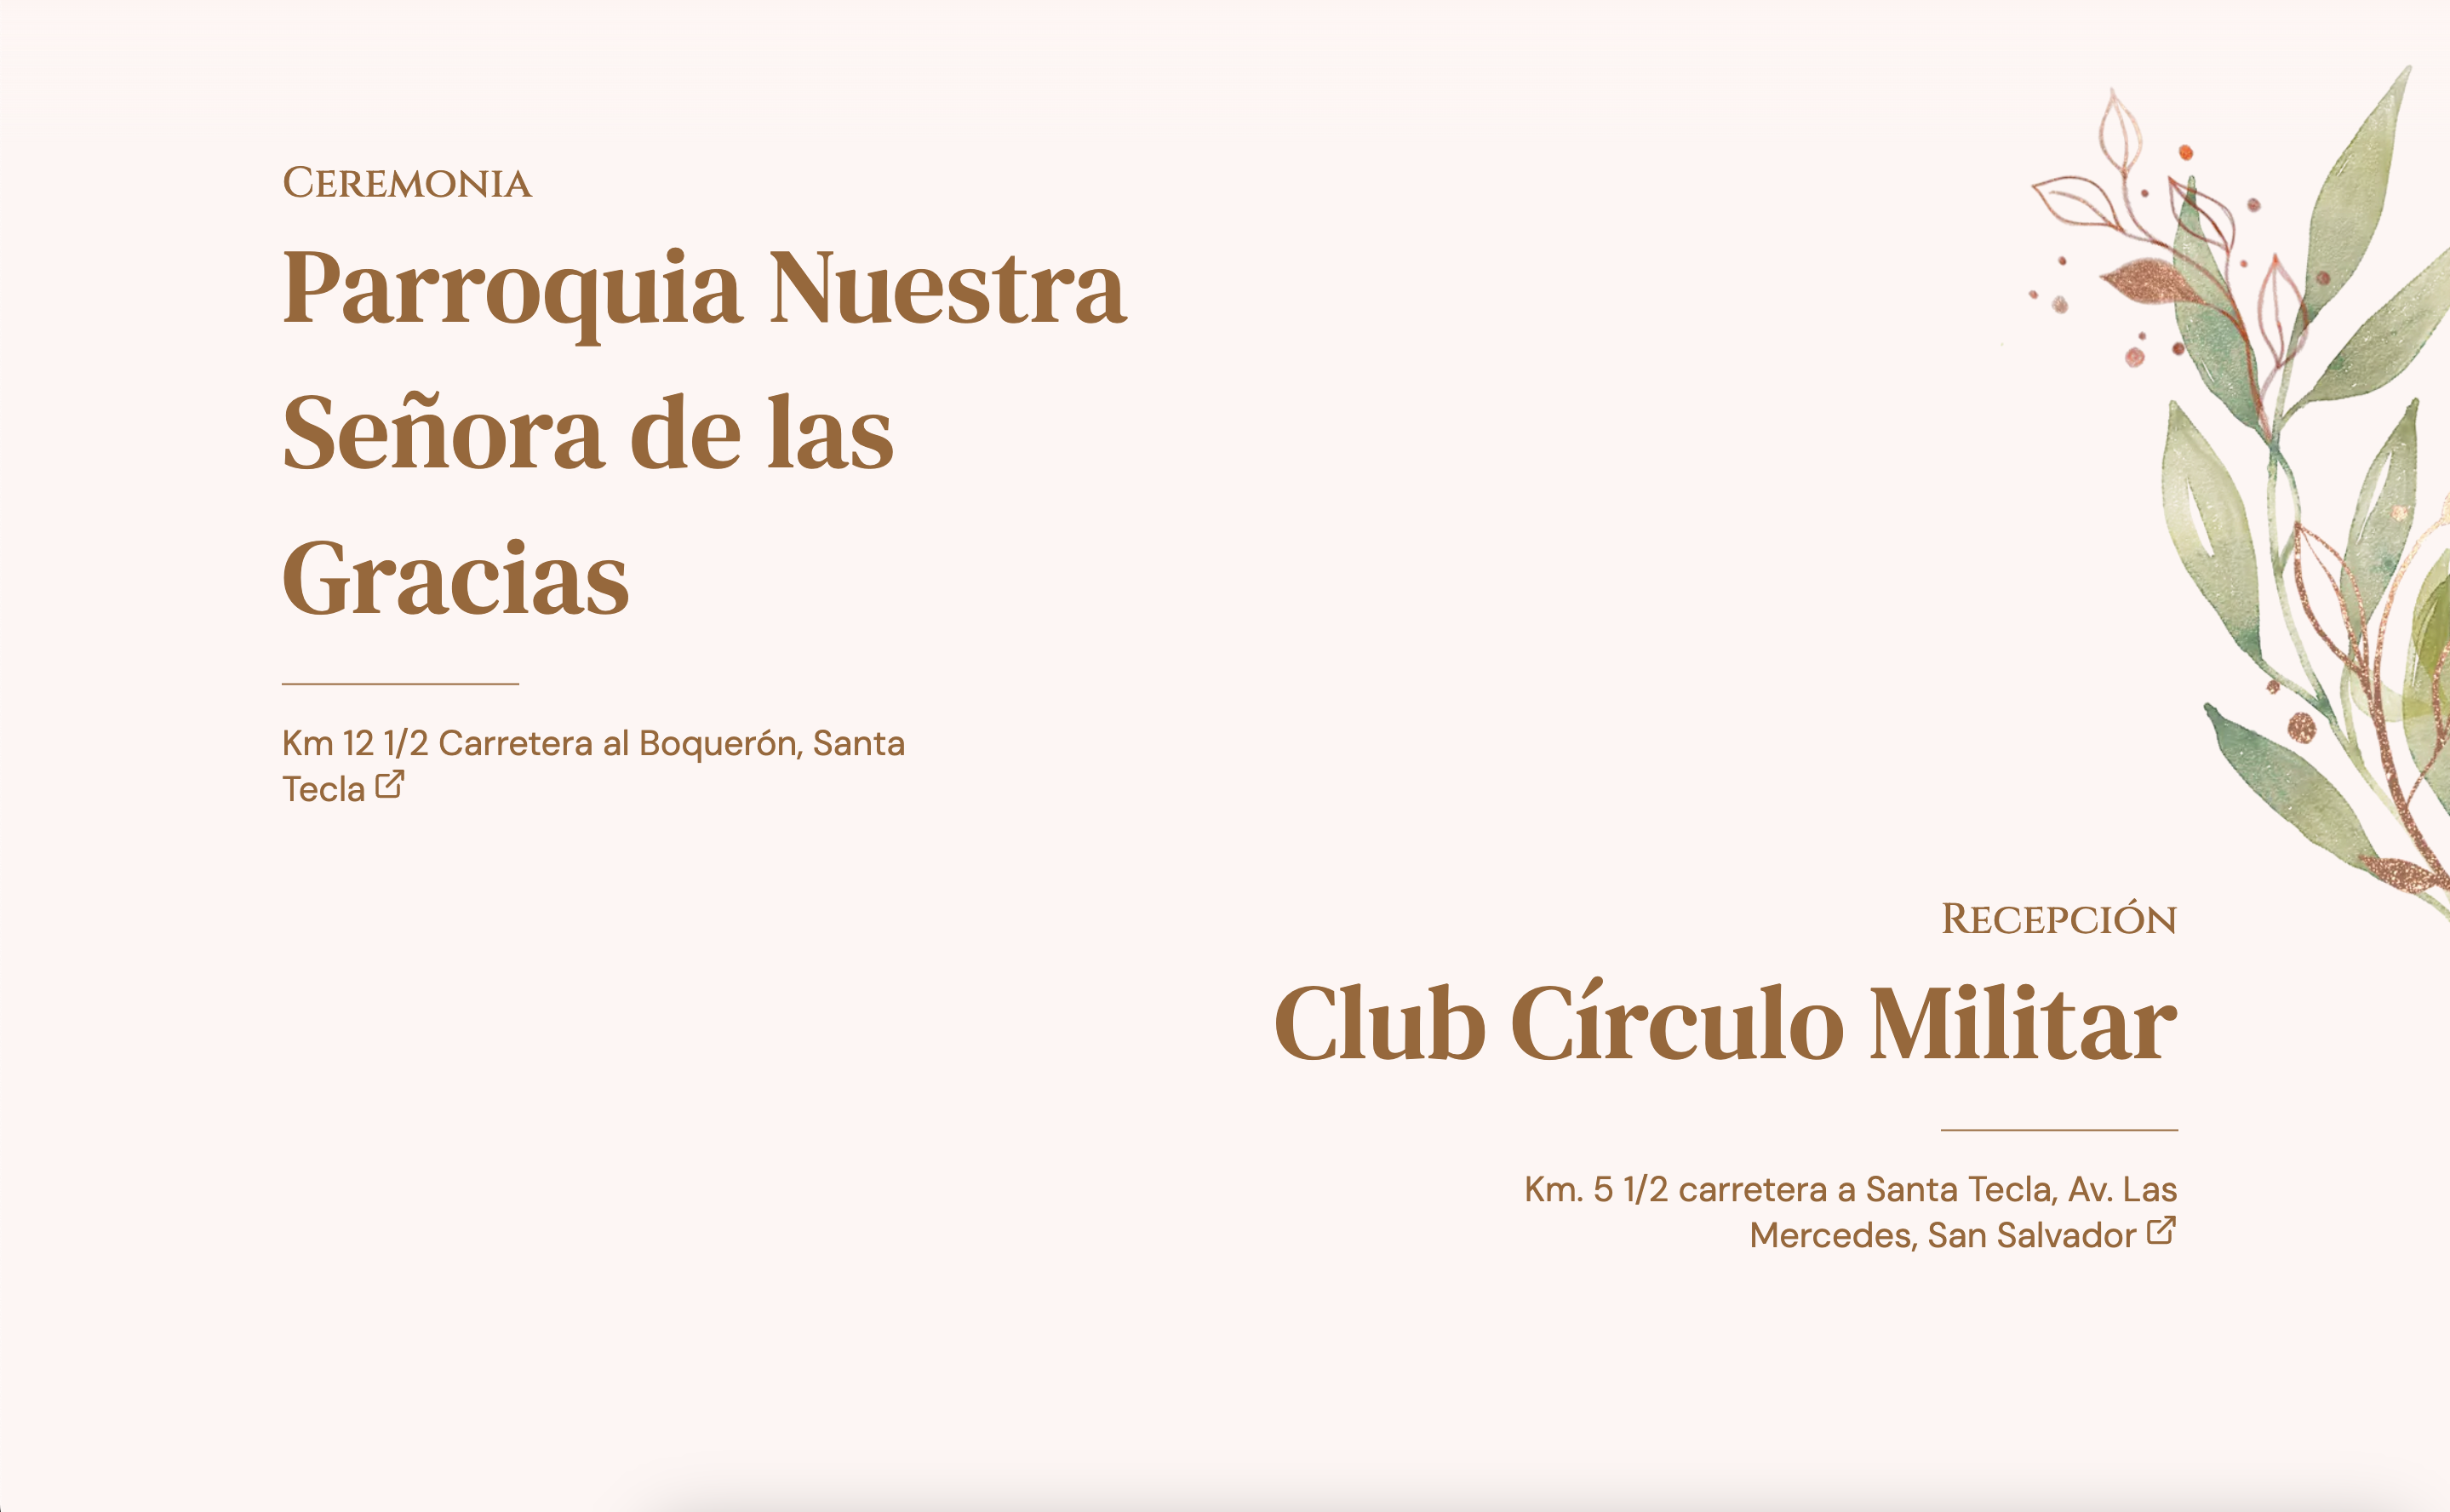 Ceremonia
Parroquia Nuestra
Señora de las
Gracias
Km 12 1/2 Carretera al Boquerón, Santa
Tecla
Recepción
Club Círculo Militar
Km. 5 1/2 carretera a Santa Tecla, Av. Las
Mercedes, San Salvador